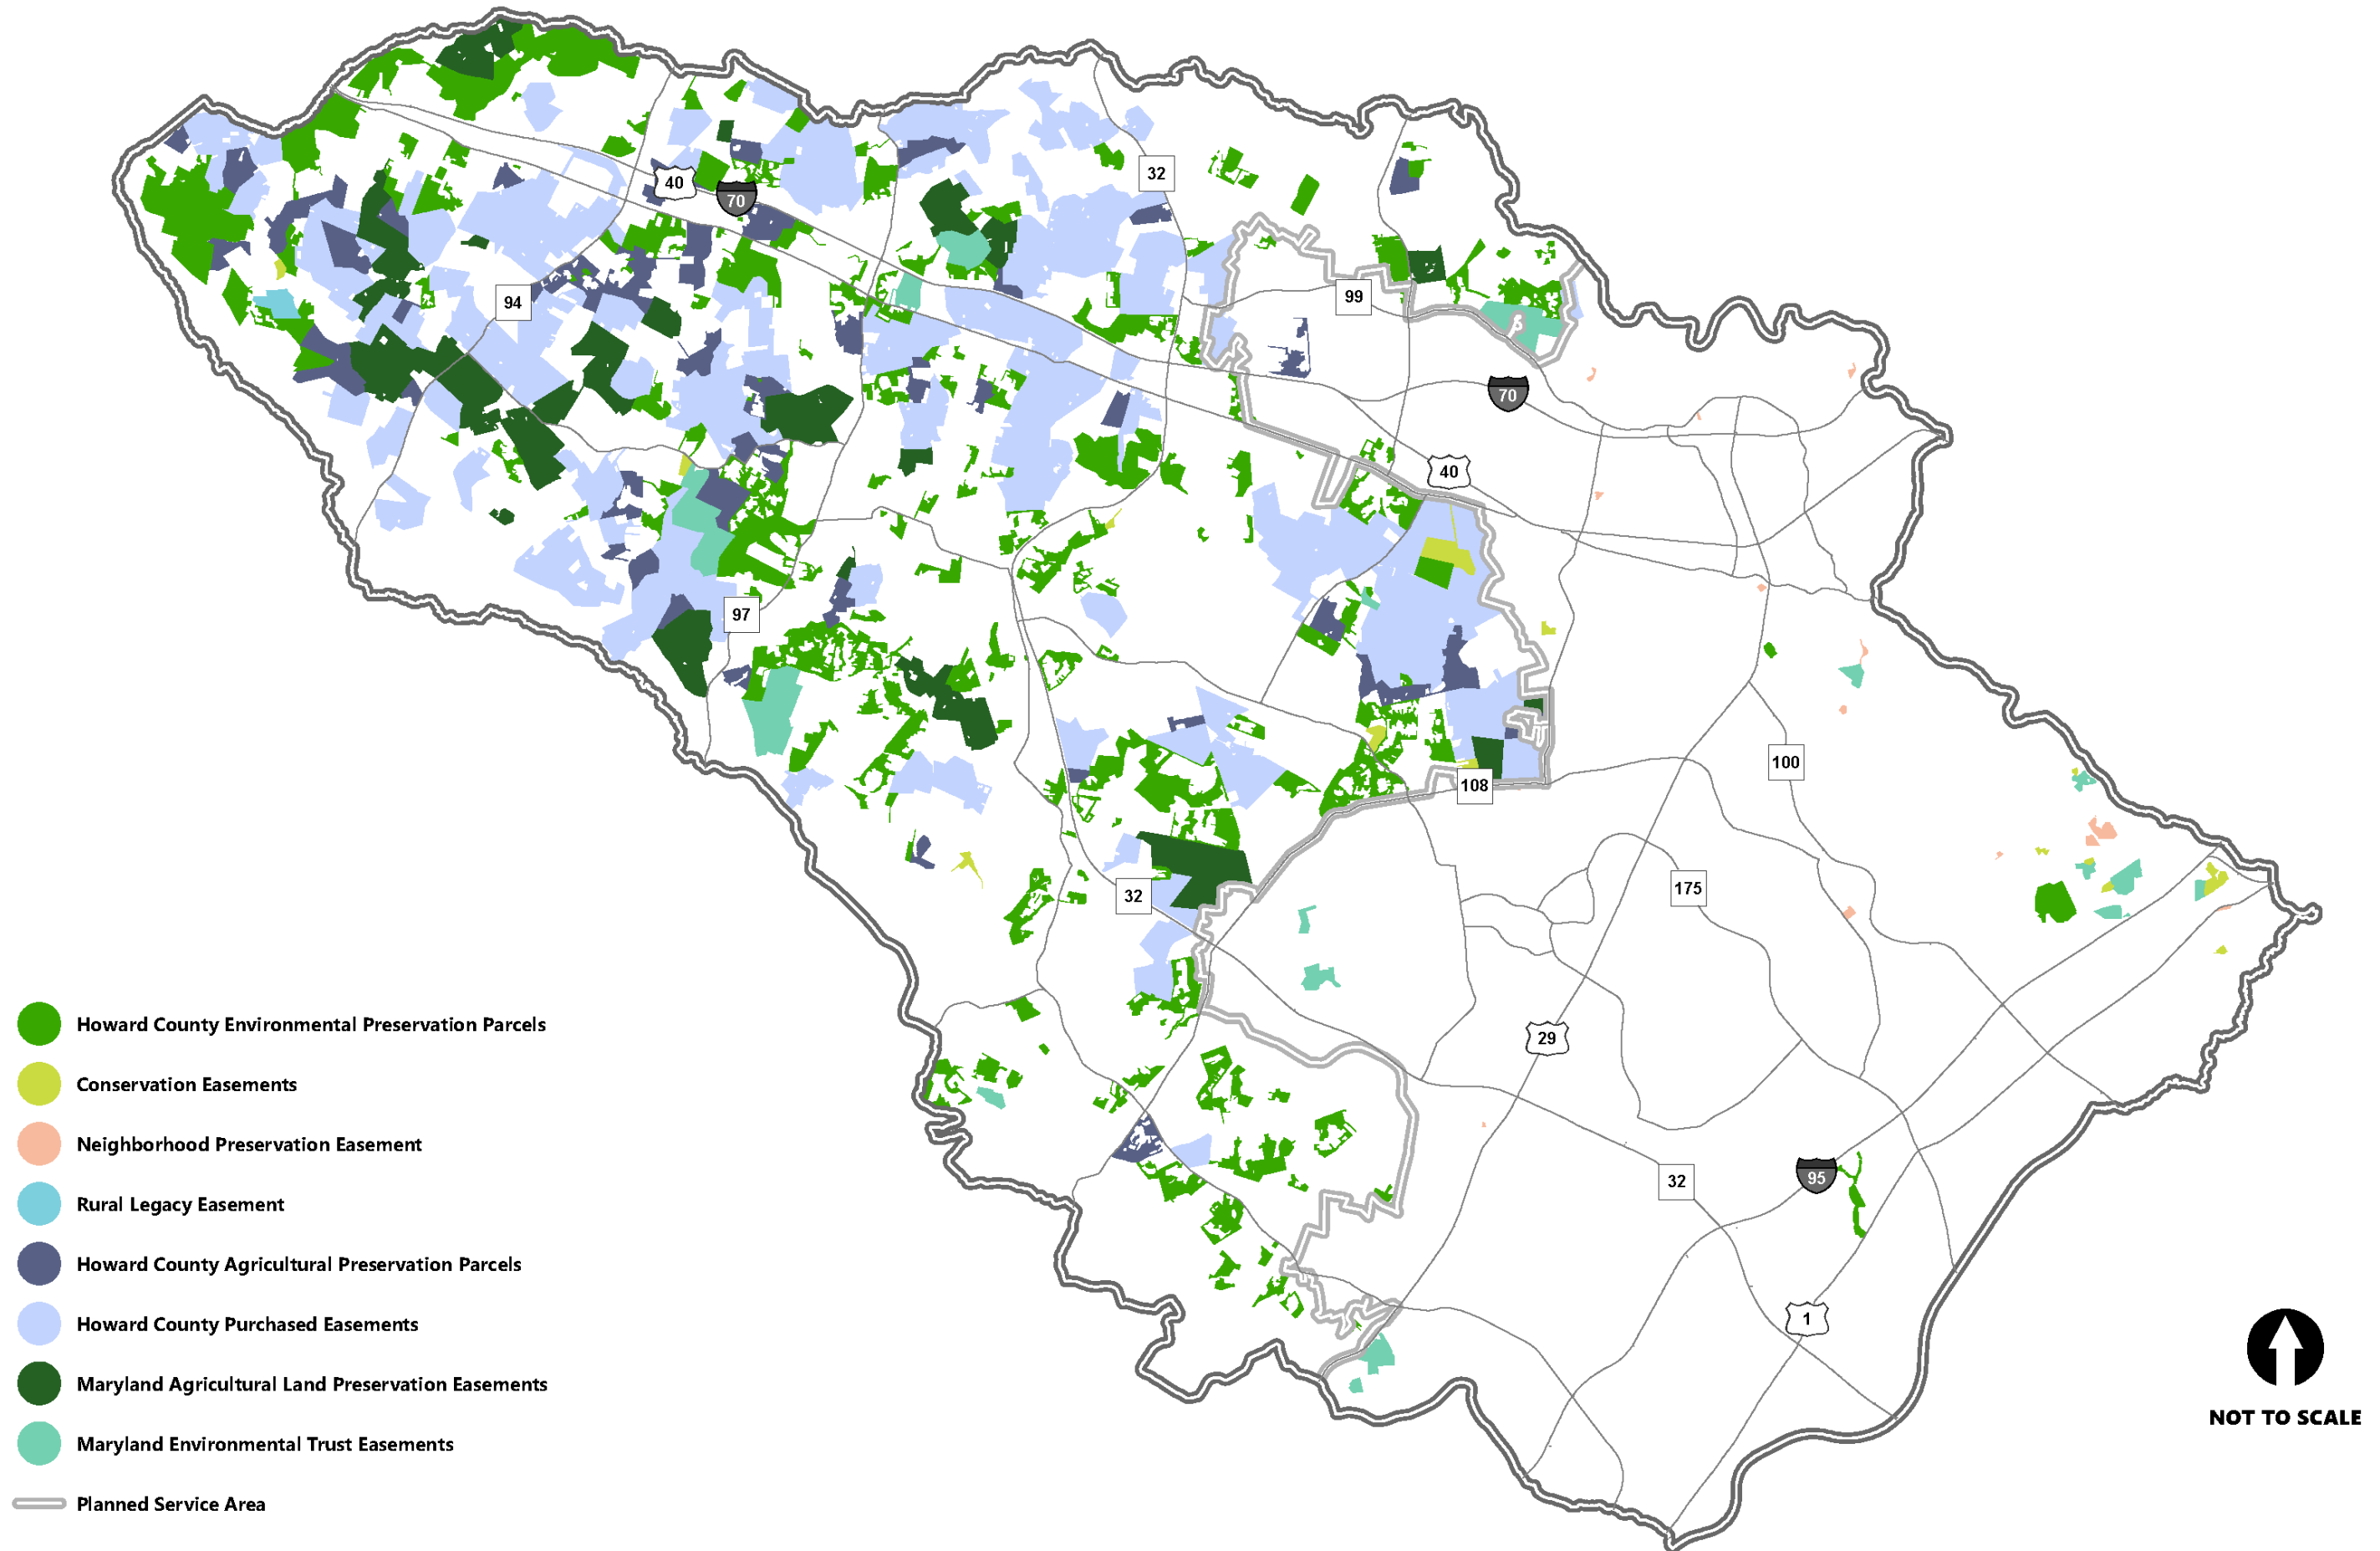 32
40
70
94
99
70
40
97
100
108
175
32
29
32
95
1
Howard County Environmental Preservation Parcels
Conservation Easements
Neighborhood Preservation Easement
Rural Legacy Easement
Howard County Agricultural Preservation Parcels
Howard County Purchased Easements
Maryland Agricultural Land Preservation Easements
Maryland Environmental Trust Easements
Planned Service Area
NOT TO SCALE